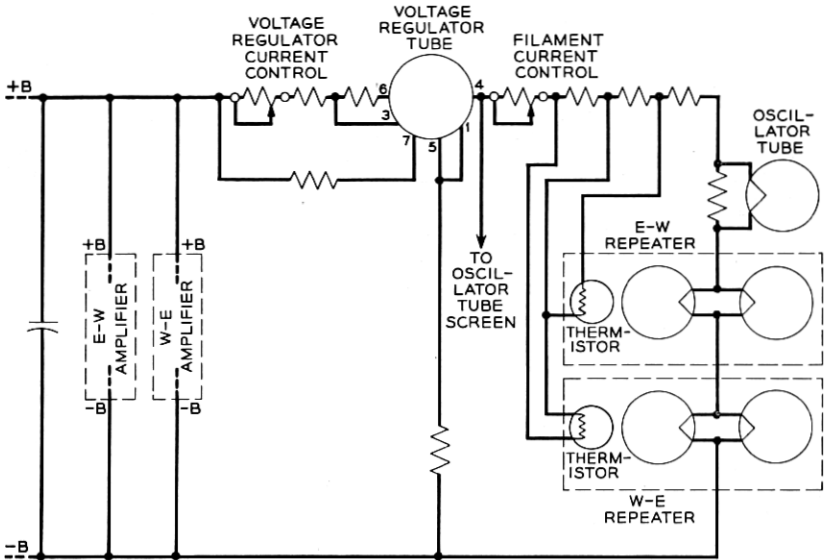 VOLTAGE
REGULATOR
CURRENT
CONTROL
VOLTAGE
REGULATOR
TUBE
FILAMENT
CURRENT
CONTROL
+B
6
4
3
1
7
5
OSCIL-
LATOR
TUBE
TO
OSCIL-
LATOR
TUBE
SCREEN
E-W
REPEATER
+B
+B
E-W
AMPLIFIER
W-E
AMPLIFIER
-B
-B
THERM-
ISTOR
THERM-
ISTOR
W-E
REPEATER
-B